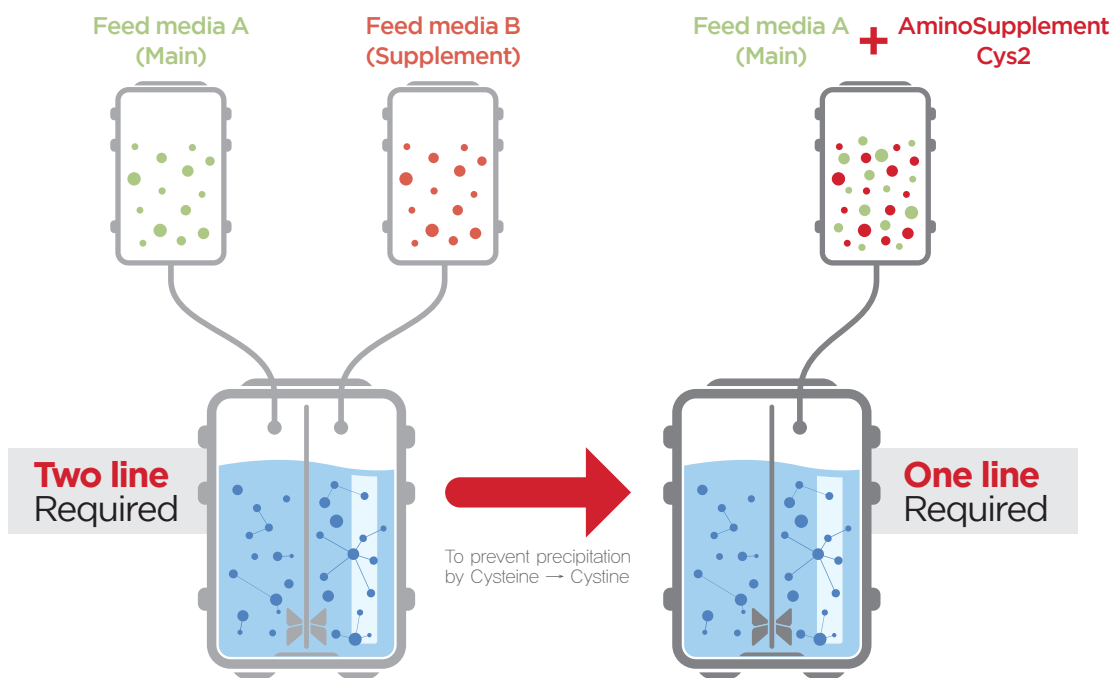 Feed media A
(Main)
Feed media B
(Supplement)
Feed media A
(Main)
+
AminoSupplement
Cys2
Two line
Required
To prevent precipitation
by Cysteine → Cystine
One line
Required